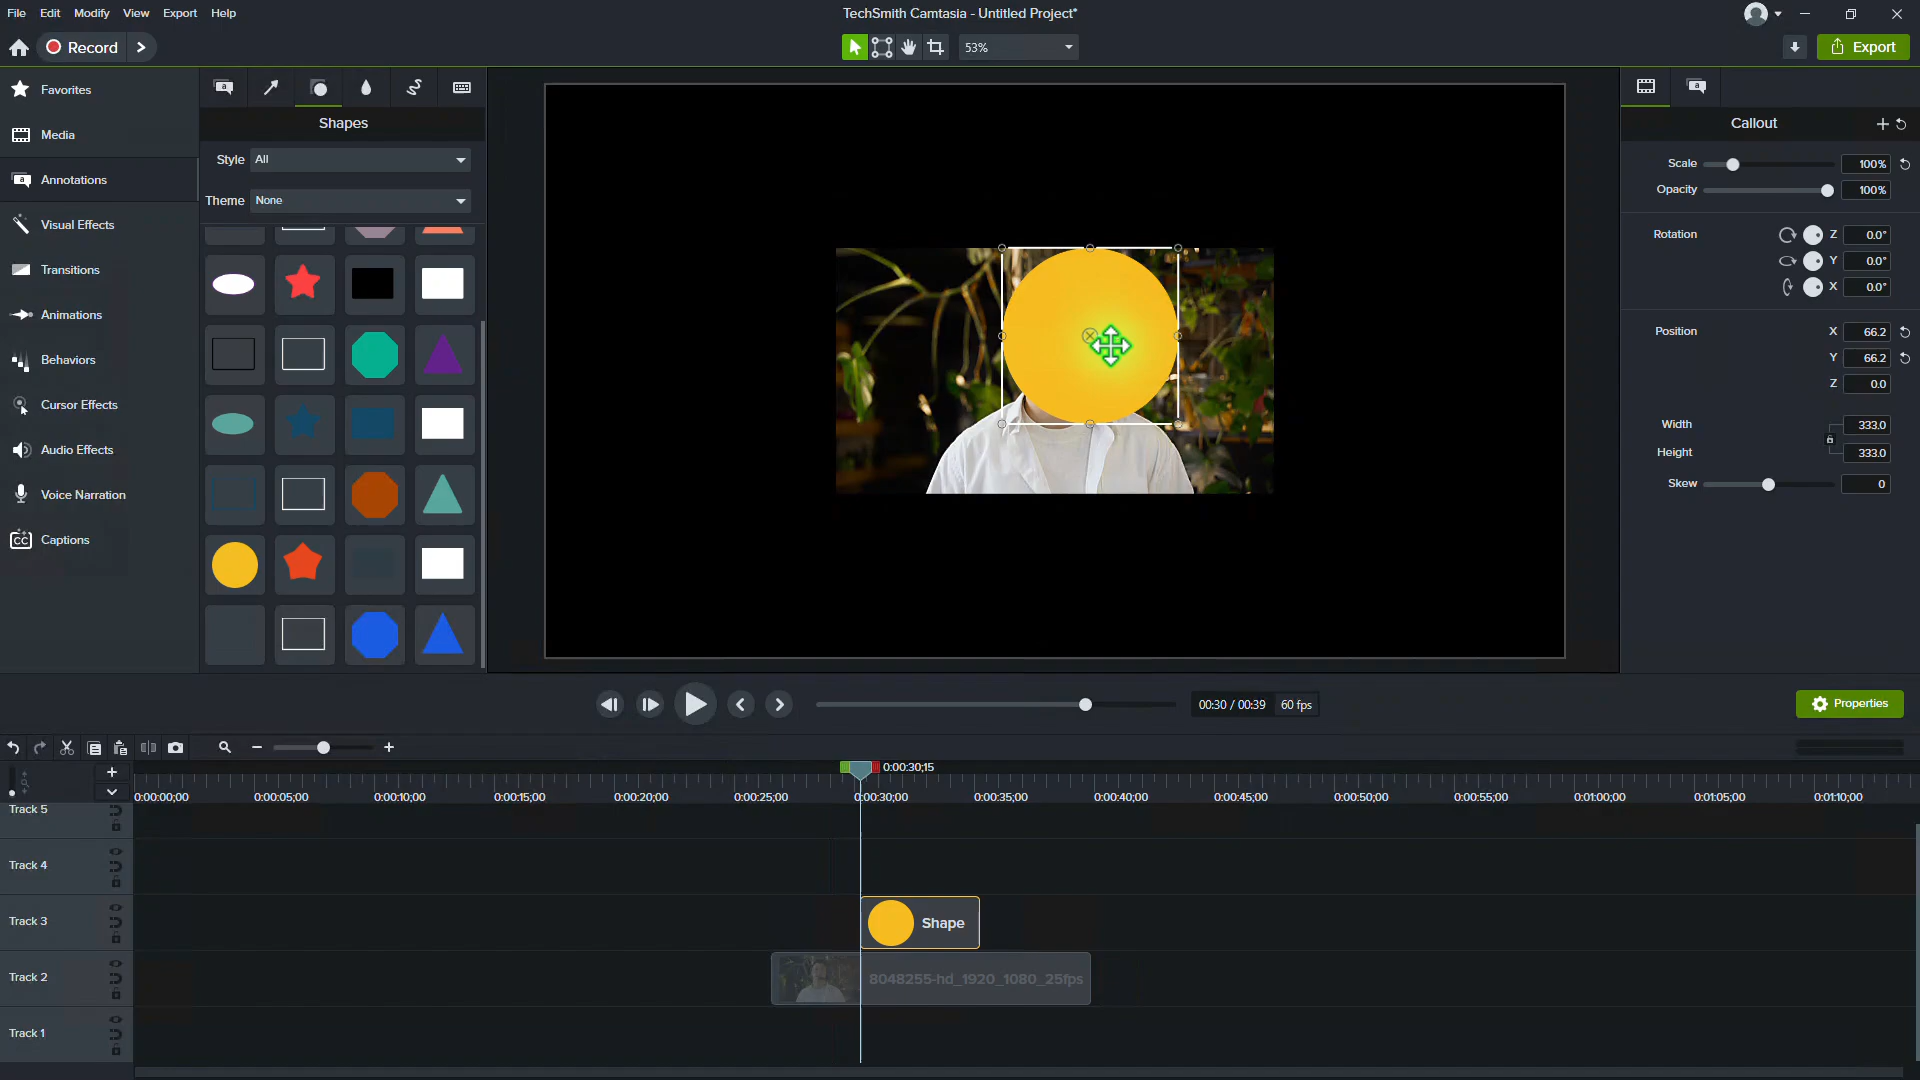 File Edit Modify View Export Help
TechSmith Camtasia - Untitled Project*
Record
53%
Export
Favorites
Media
Annotations
Visual Effects
Transitions
Animations
Behaviors
Cursor Effects
Audio Effects
Voice Narration
Captions
Shapes
Style All
Theme None
Callout
Scale 100%
Opacity 100%
Rotation Z 0.0°
Y 0.0°
X 0.0°
Position X 66.2
Y 66.2
Z 0.0
Width 333.0
Height 333.0
Skew 0
00:30 / 00:39 60 fps
Properties
0:00:30;15
0:00:00;00 0:00:05;00 0:00:10;00 0:00:15;00 0:00:20;00 0:00:25;00 0:00:30;00 0:00:35;00 0:00:40;00 0:00:45;00 0:00:50;00 0:00:55;00 0:01:00;00 0:01:05;00 0:01:10;00
Track 5
Track 4
Track 3
Shape
Track 2
8048255-hd_1920_1080_25fps
Track 1